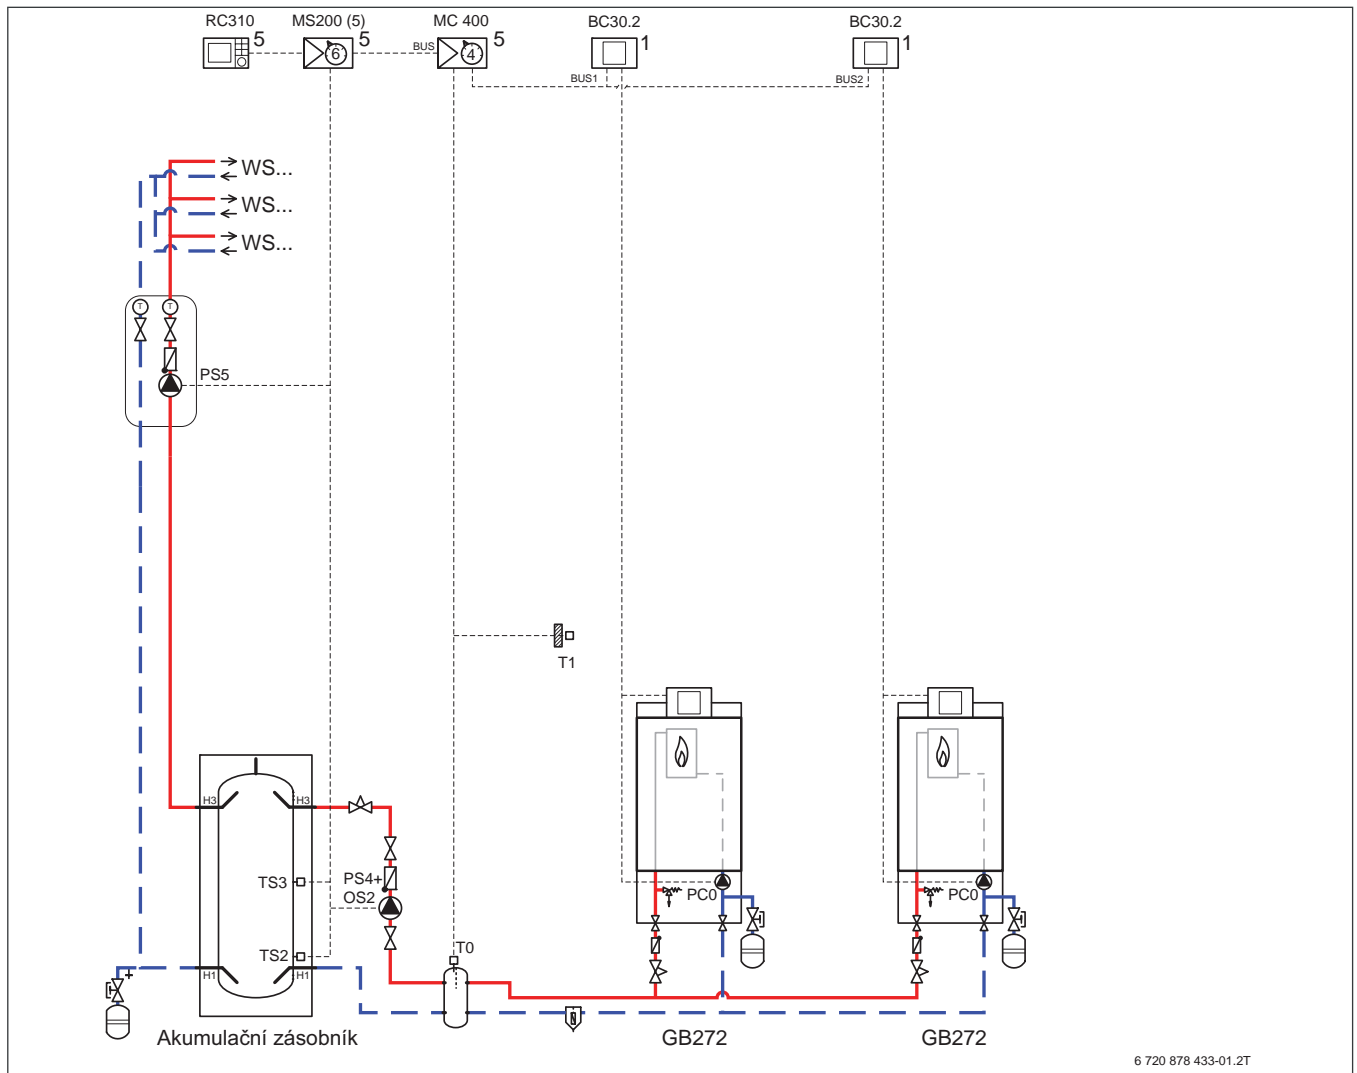 RC310 MS200 (5) MC 400 BC30.2 BC30.2
5 6 5 BUS 4 5 1 1
BUS1 BUS2
WS...
WS...
WS...
T T
PS5
T1
H3 H3
TS3 PS4+
OS2
PC0 PC0
TS2 T0
H1 H1
+
Akumulační zásobník GB272 GB272
6 720 878 433-01.2T